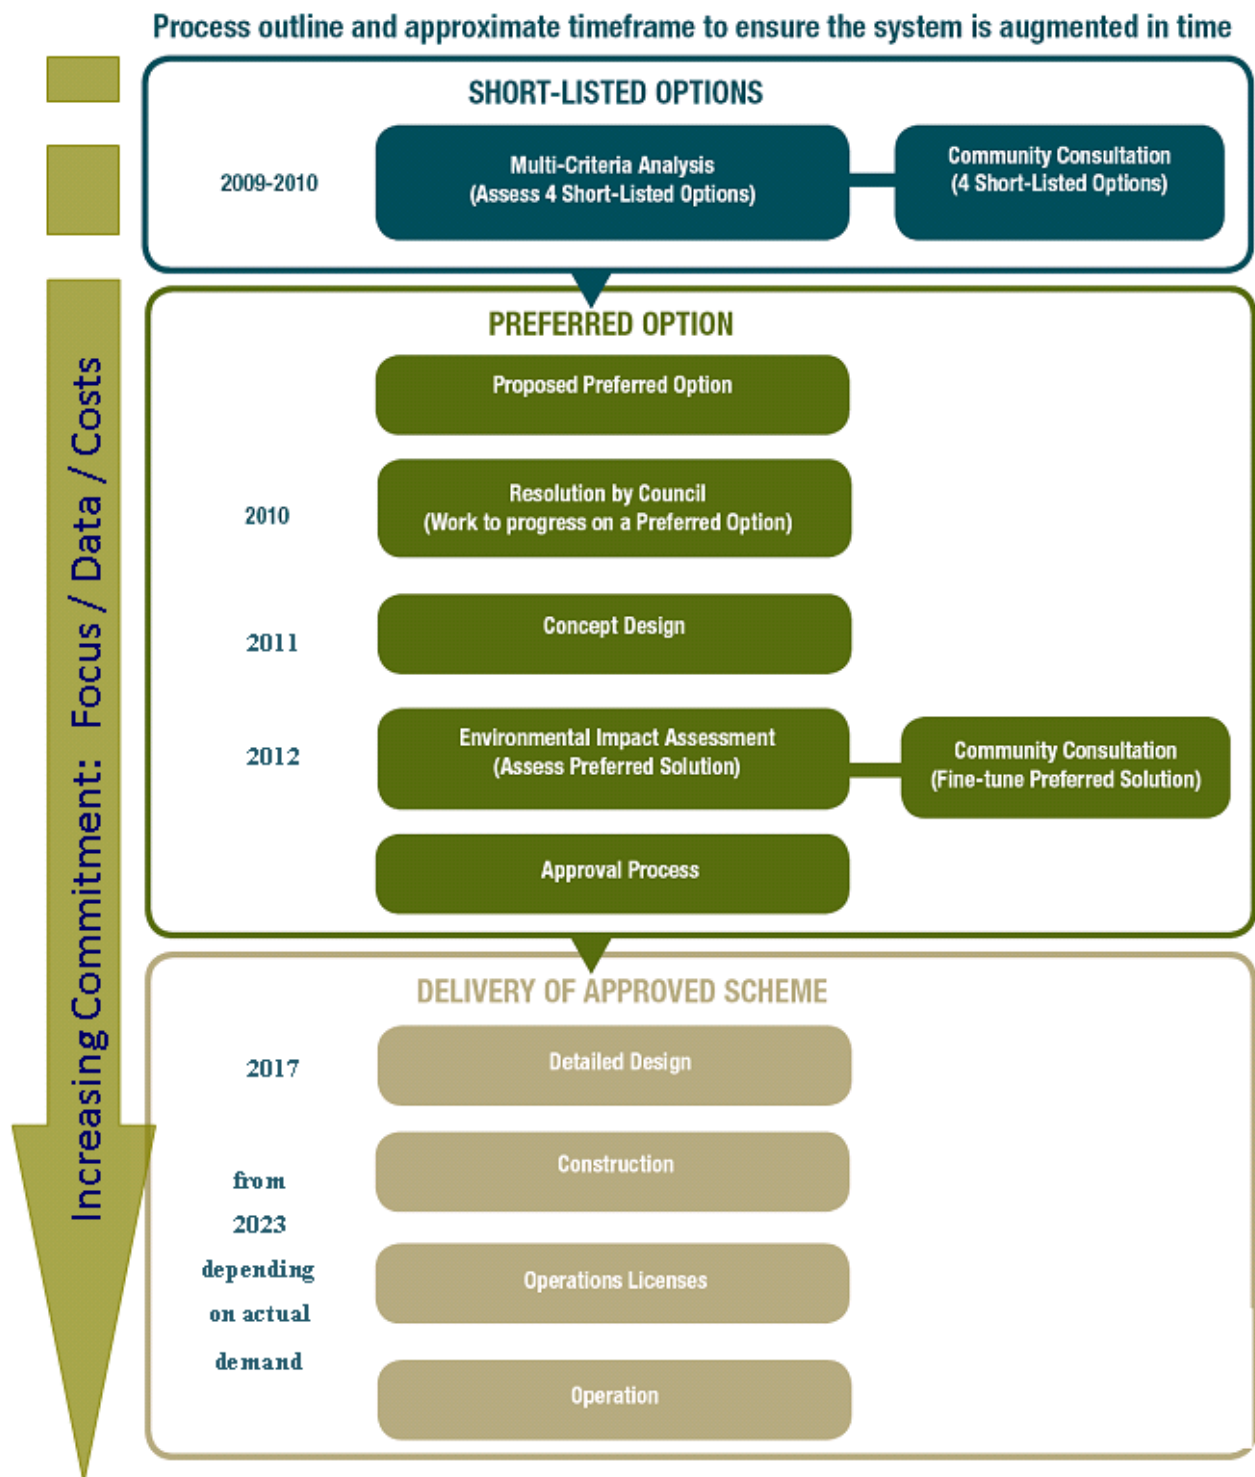 Process outline and approximate timeframe to ensure the system is augmented in time
SHORT-LISTED OPTIONS
2009-2010
Multi-Criteria Analysis
(Assess 4 Short-Listed Options)
Community Consultation
(4 Short-Listed Options)
PREFERRED OPTION
Proposed Preferred Option
2010
Resolution by Council
(Work to progress on a Preferred Option)
2011
Concept Design
2012
Environmental Impact Assessment
(Assess Preferred Solution)
Community Consultation
(Fine-tune Preferred Solution)
Approval Process
DELIVERY OF APPROVED SCHEME
2017
Detailed Design
Construction
from
2023
depending
on actual
demand
Operations Licenses
Operation
Increasing Commitment: Focus / Data / Costs